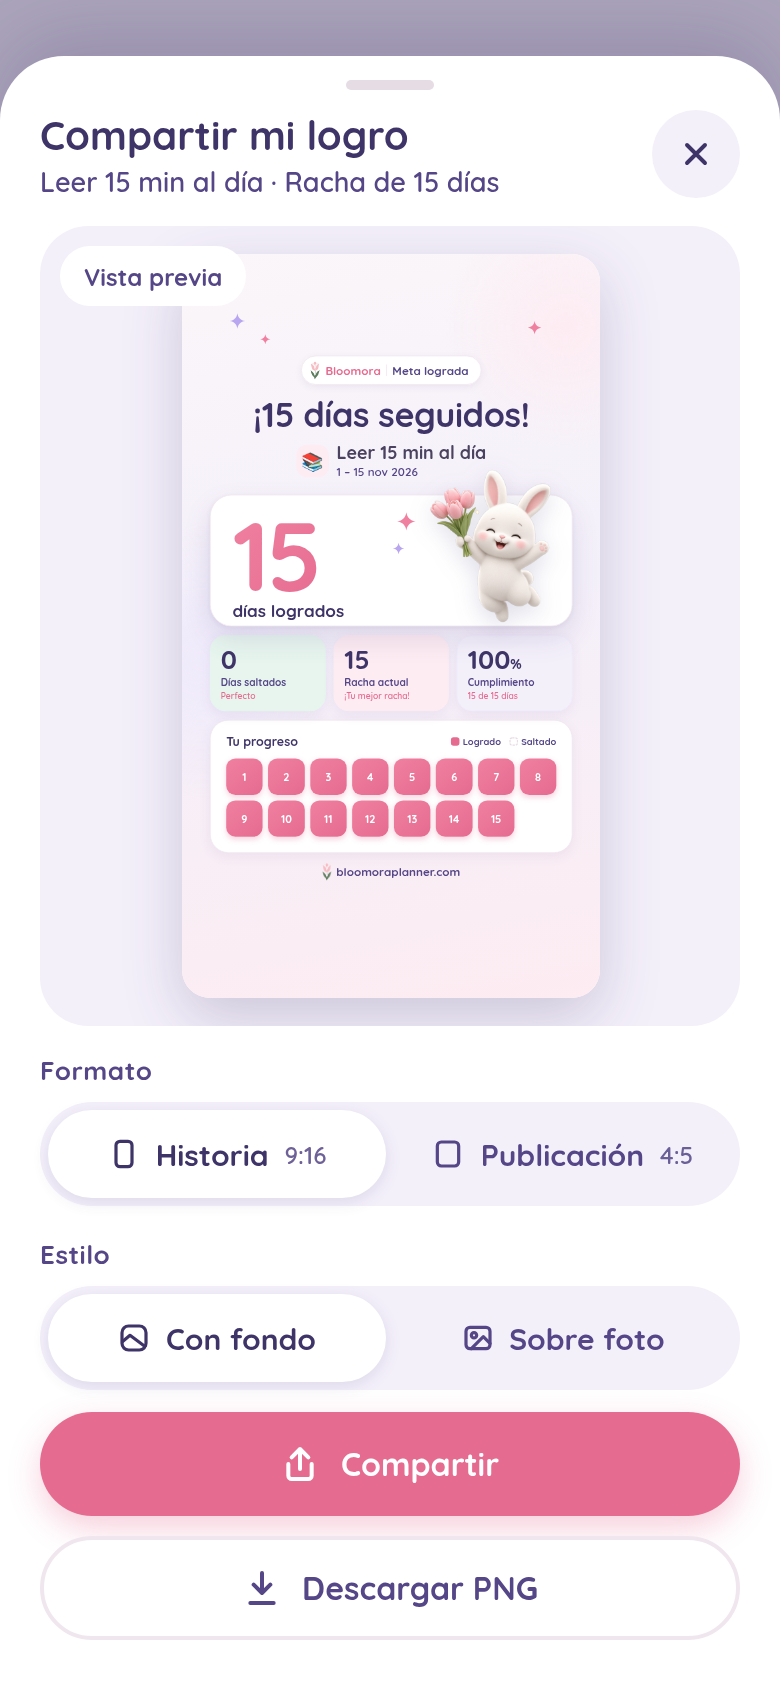 Compartir mi logro
Leer 15 min al día · Racha de 15 días
Vista previa
Bloomora | Meta lograda
¡15 días seguidos!
Leer 15 min al día
1 – 15 nov 2026
15
días logrados
0
Días saltados
Perfecto
15
Racha actual
¡Tu mejor racha!
100%
Cumplimiento
15 de 15 días
Tu progreso
Logrado Saltado
1 2 3 4 5 6 7 8
9 10 11 12 13 14 15
bloomoraplanner.com
Formato
Historia 9:16 Publicación 4:5
Estilo
Con fondo Sobre foto
Compartir
Descargar PNG